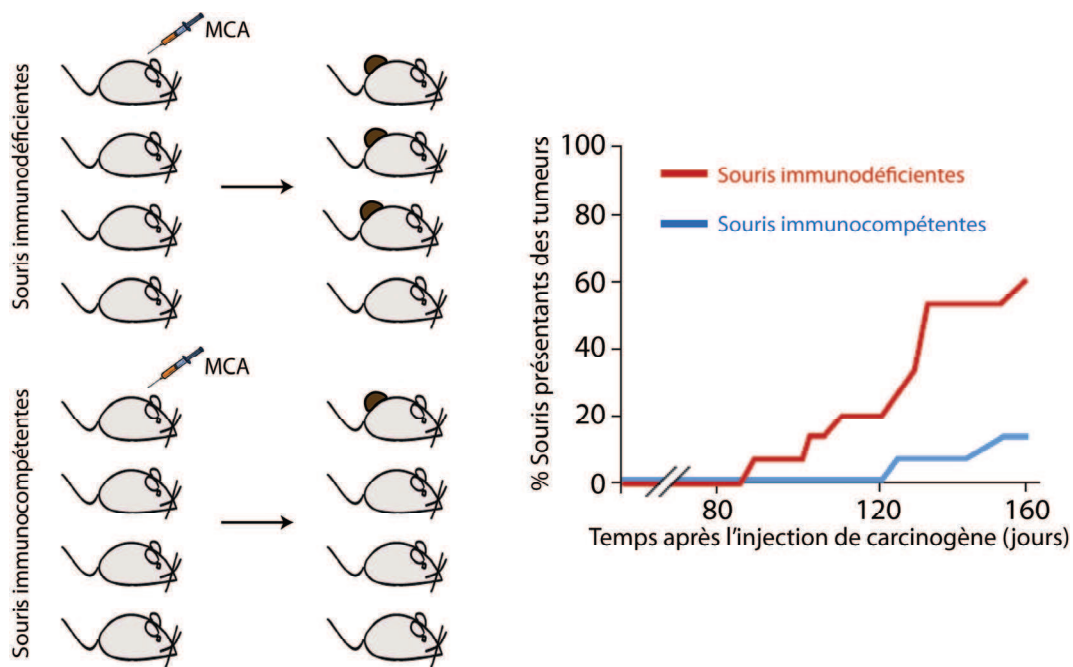 Souris immunodéficientes
MCA
Souris immunocompétentes
MCA
% Souris présentants des tumeurs
100
80
60
40
20
0
Souris immunodéficientes
Souris immunocompétentes
80
120
160
Temps après l'injection de carcinogène (jours)